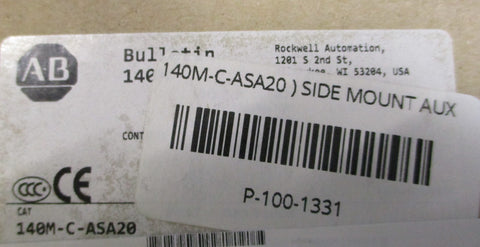 AB
Bulletin
140
Rockwell Automation,
1201 S 2nd St,
WI 53204, USA
140M-C-ASA20 ) SIDE MOUNT AUX
CONT
P-100-1331
CCC CE
CAT
140M-C-ASA20